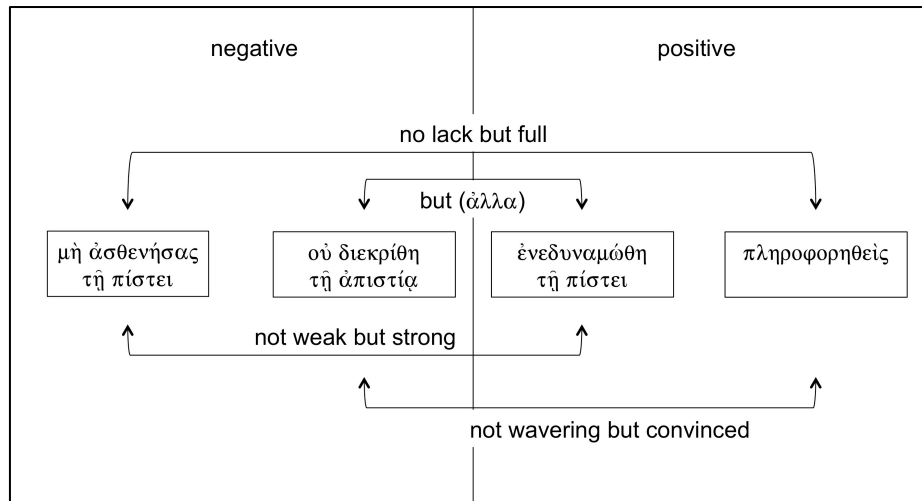 negative
positive
no lack but full
but (ἀλλα)
μὴ ἀσθενήσας
τῇ πίστει
οὐ διεκρίθη
τῇ ἀπιστίᾳ
ἐνεδυναμώθη
τῇ πίστει
πληροφορηθεὶς
not weak but strong
not wavering but convinced